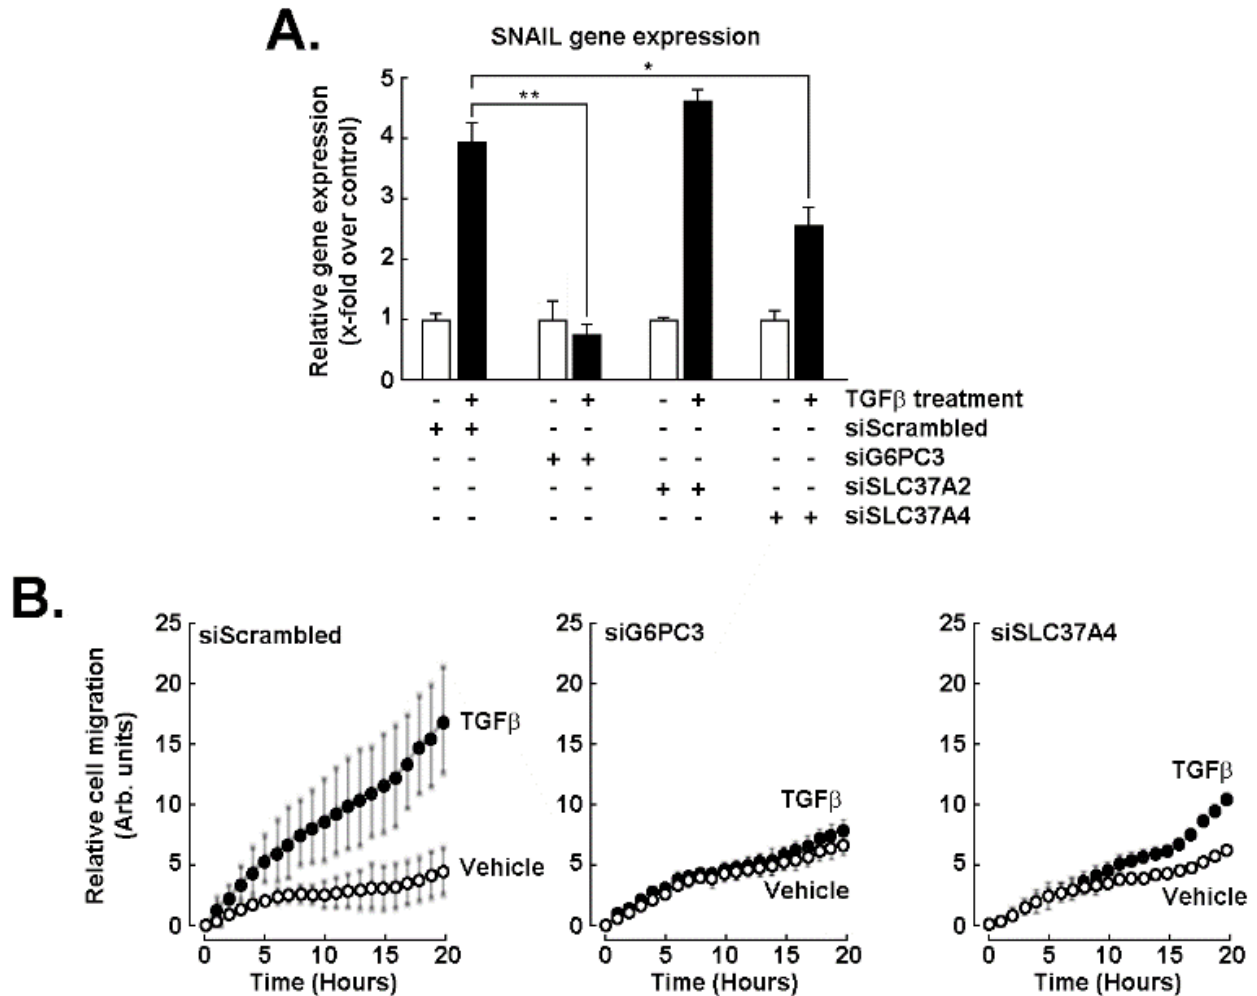 A.
SNAIL gene expression
Relative gene expression
(x-fold over control)
5
4
3
2
1
0
*
**
- + - + - + - + TGFβ treatment
+ + - - - - - - siScrambled
- - + + - - - - siG6PC3
- - - - + + - - siSLC37A2
- - - - - - + + siSLC37A4
B.
Relative cell migration
(Arb. units)
siScrambled
25
20
15
10
5
0
TGFβ
Vehicle
0 5 10 15 20
Time (Hours)
siG6PC3
25
20
15
10
5
0
TGFβ
Vehicle
0 5 10 15 20
Time (Hours)
siSLC37A4
25
20
15
10
5
0
TGFβ
Vehicle
0 5 10 15 20
Time (Hours)